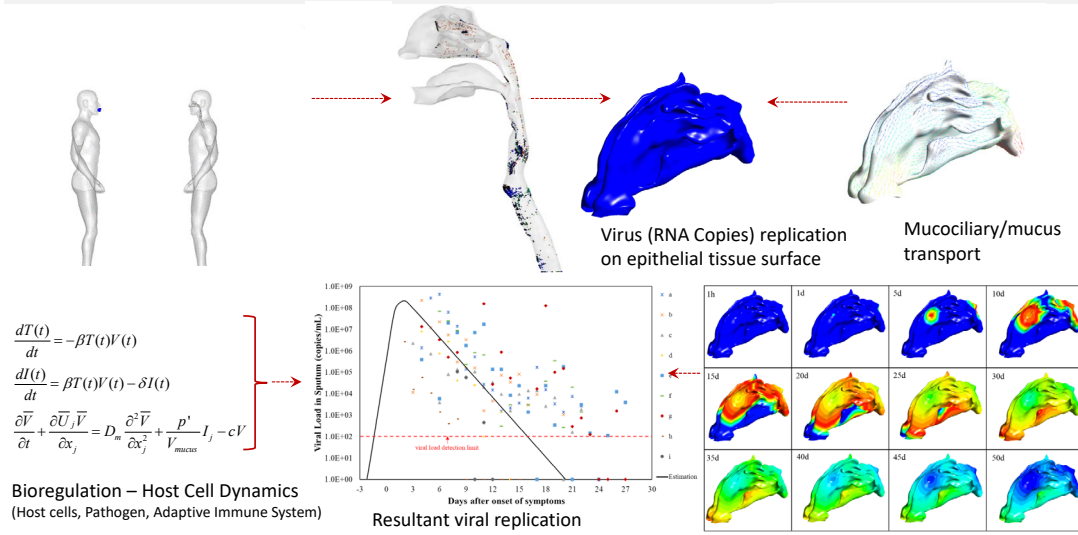 Virus (RNA Copies) replication
on epithelial tissue surface
Mucociliary/mucus
transport
dT(t)/dt = −βT(t)V(t)
dI(t)/dt = βT(t)V(t) − δI(t)
∂V̅/∂t + ∂U̅ⱼV̅/∂xⱼ = Dₘ ∂²V̅/∂xⱼ² + p'/V_mucus Iⱼ − cV
Bioregulation – Host Cell Dynamics
(Host cells, Pathogen, Adaptive Immune System)
Viral Load in Sputum (copies/mL)
1.0E+09
1.0E+08
1.0E+07
1.0E+06
1.0E+05
1.0E+04
1.0E+03
1.0E+02
1.0E+01
1.0E+00
viral load detection limit
-3 0 3 6 9 12 15 18 21 24 27 30
Days after onset of symptoms
a
b
c
d
e
f
g
h
i
Estimation
Resultant viral replication
1h 1d 5d 10d
15d 20d 25d 30d
35d 40d 45d 50d